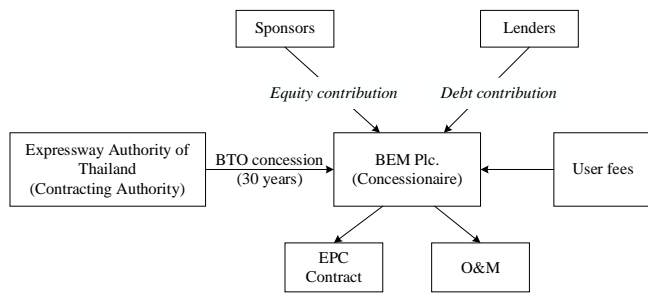 Sponsors
Lenders
Equity contribution
Debt contribution
Expressway Authority of
Thailand
(Contracting Authority)
BTO concession
(30 years)
BEM Plc.
(Concessionaire)
User fees
EPC
Contract
O&M